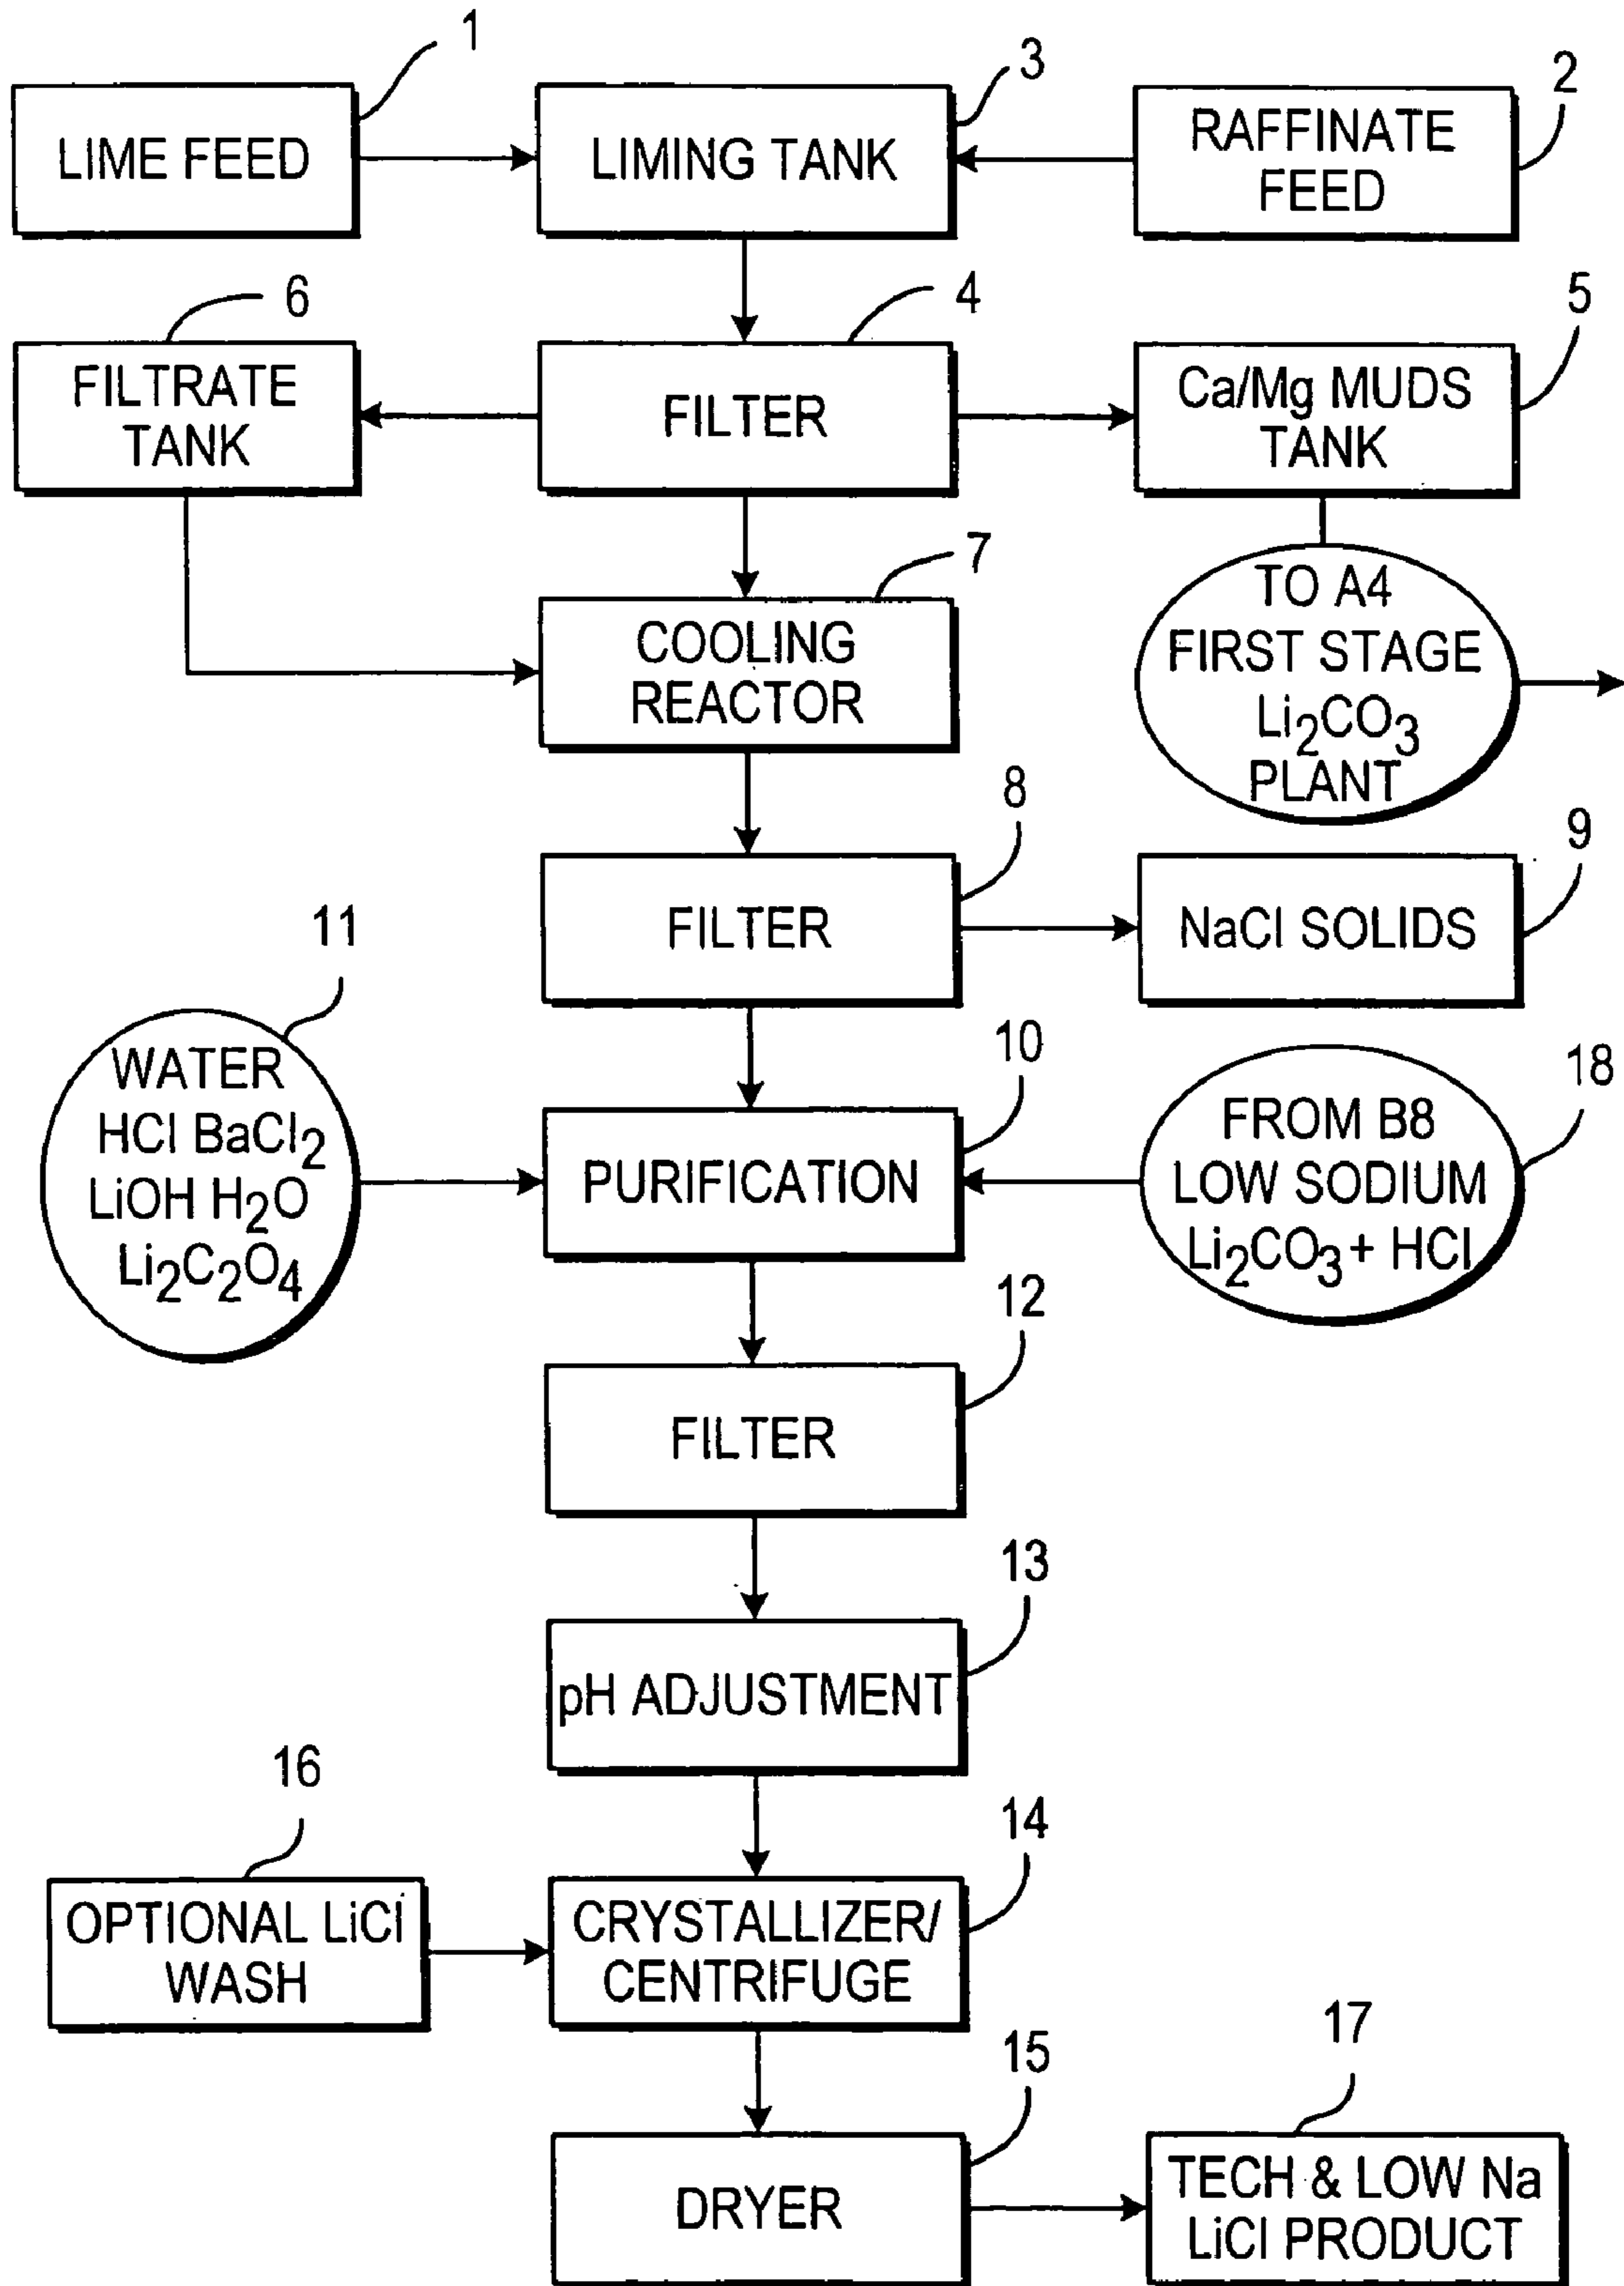 1
3
2
LIME FEED
LIMING TANK
RAFFINATE
FEED
6
4
5
FILTRATE
TANK
FILTER
Ca/Mg MUDS
TANK
7
COOLING
REACTOR
TO A4
FIRST STAGE
Li2CO3
PLANT
8
9
FILTER
NaCl SOLIDS
11
10
18
WATER
HCl BaCl2
LiOH H2O
Li2C2O4
PURIFICATION
FROM B8
LOW SODIUM
Li2CO3 + HCl
12
FILTER
13
pH ADJUSTMENT
16
14
OPTIONAL LiCl
WASH
CRYSTALLIZER/
CENTRIFUGE
15
17
DRYER
TECH & LOW Na
LiCl PRODUCT